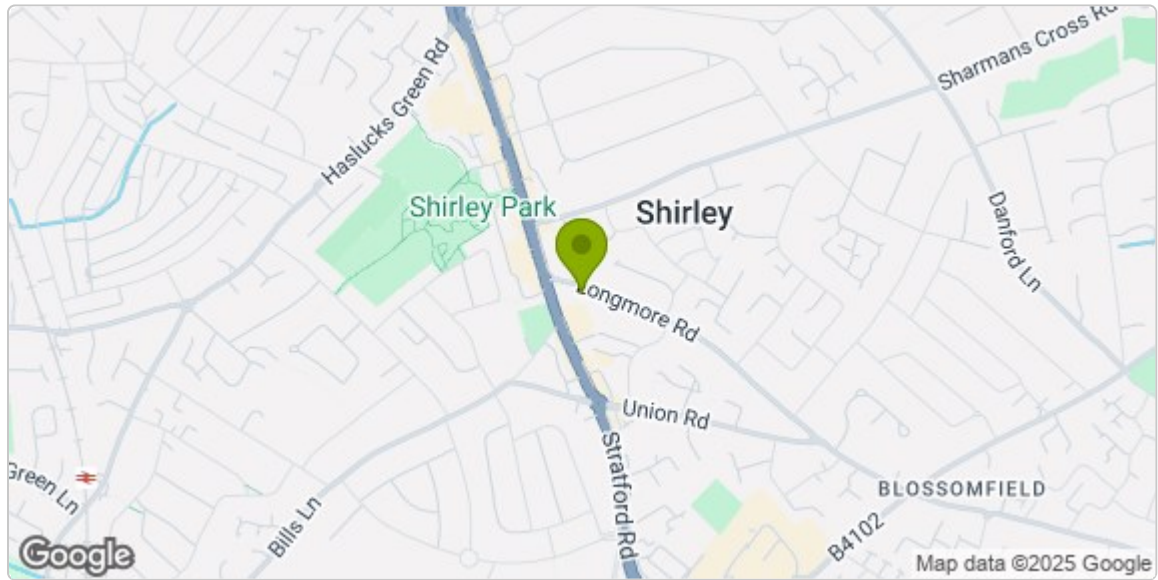 Sharmans Cross Rd
Haslucks Green Rd
Shirley Park
Shirley
Danford Ln
Longmore Rd
Union Rd
Stratford Rd
Green Ln
Bills Ln
BLOSSOMFIELD
B4102
Google
Map data ©2025 Google